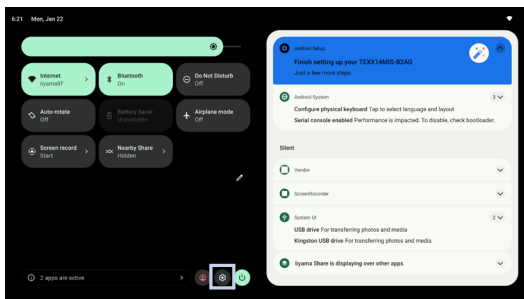 6:21 Mon, Jan 22
Internet
iiyama8F
Bluetooth
On
Do Not Disturb
Off
Auto-rotate
Off
Battery Saver
Unavailable
Airplane mode
Off
Screen record
Start
Nearby Share
Hidden
2 apps are active
Android Setup
Finish setting up your TEXX14MIS-B2AG
Just a few more steps
Android System
3
Configure physical keyboard Tap to select language and layout
Serial console enabled Performance is impacted. To disable, check bootloader.
Silent
Vendor
ScreenRecorder
System UI
2
USB drive For transferring photos and media
Kingston USB drive For transferring photos and media
iiyama Share is displaying over other apps